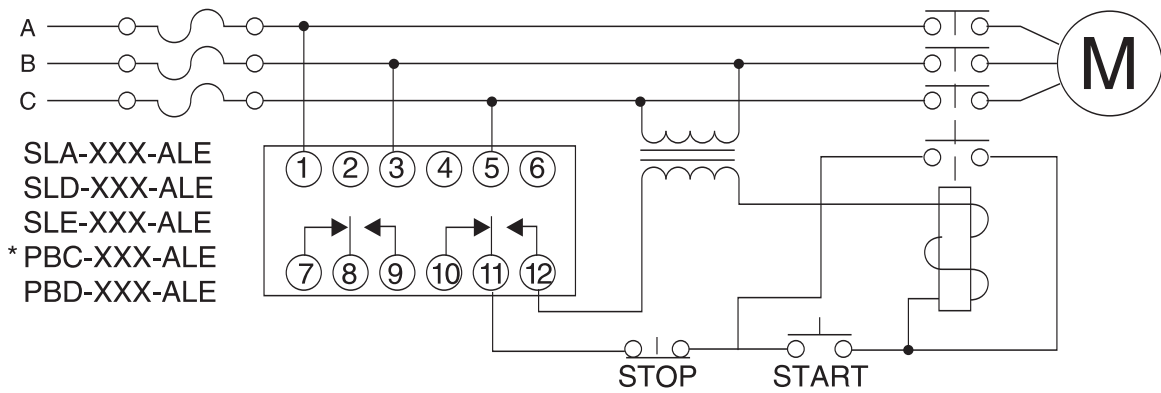 A
B
C
M
SLA-XXX-ALE
SLD-XXX-ALE
SLE-XXX-ALE
* PBC-XXX-ALE
PBD-XXX-ALE
1 2 3 4 5 6
7 8 9 10 11 12
STOP START